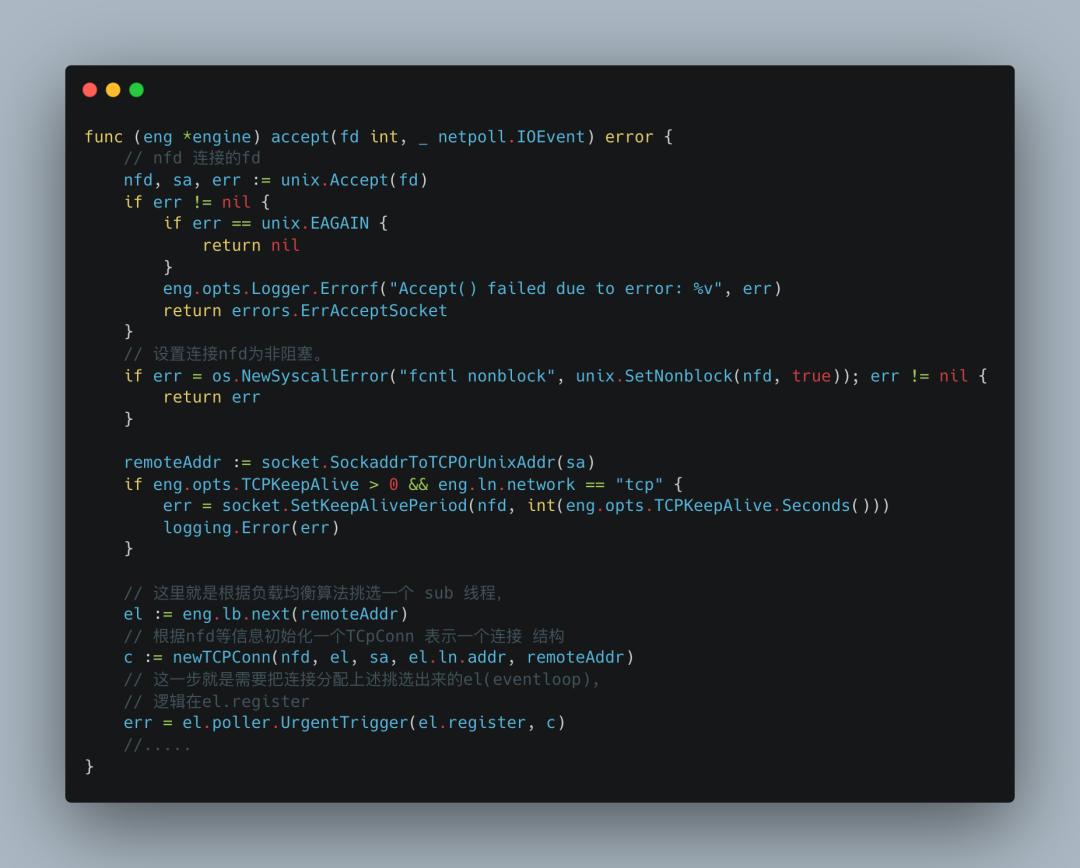 func (eng *engine) accept(fd int, _ netpoll.IOEvent) error {
    // nfd 连接的fd
    nfd, sa, err := unix.Accept(fd)
    if err != nil {
        if err == unix.EAGAIN {
            return nil
        }
        eng.opts.Logger.Errorf("Accept() failed due to error: %v", err)
        return errors.ErrAcceptSocket
    }
    // 设置连接nfd为非阻塞。
    if err = os.NewSyscallError("fcntl nonblock", unix.SetNonblock(nfd, true)); err != nil {
        return err
    }

    remoteAddr := socket.SockaddrToTCPOrUnixAddr(sa)
    if eng.opts.TCPKeepAlive > 0 && eng.ln.network == "tcp" {
        err = socket.SetKeepAlivePeriod(nfd, int(eng.opts.TCPKeepAlive.Seconds()))
        logging.Error(err)
    }

    // 这里就是根据负载均衡算法挑选一个 sub 线程，
    el := eng.lb.next(remoteAddr)
    // 根据nfd等信息初始化一个TCpConn 表示一个连接 结构
    c := newTCPConn(nfd, el, sa, el.ln.addr, remoteAddr)
    // 这一步就是需要把连接分配上述挑选出来的el(eventloop)，
    // 逻辑在el.register
    err = el.poller.UrgentTrigger(el.register, c)
    //.....
}